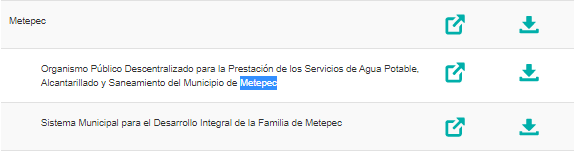 Metepec
Organismo Público Descentralizado para la Prestación de los Servicios de Agua Potable,
Alcantarillado y Saneamiento del Municipio de Metepec
Sistema Municipal para el Desarrollo Integral de la Familia de Metepec